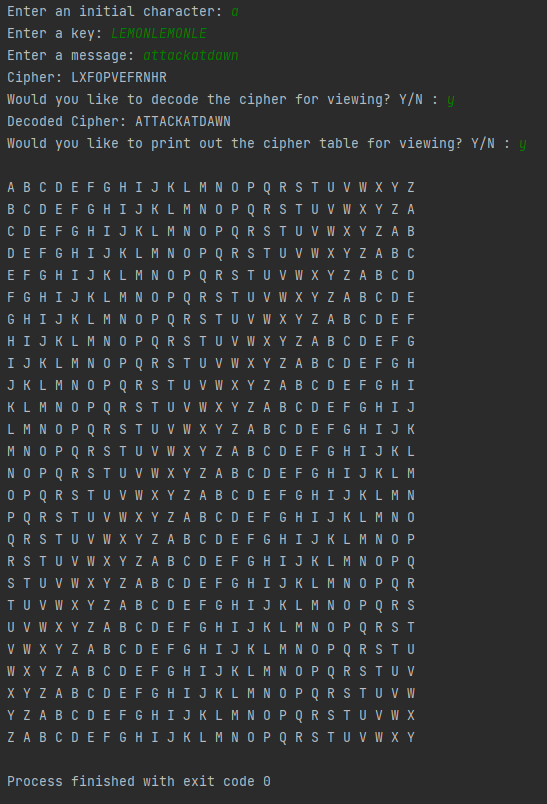 Enter an initial character: a
Enter a key: LEMONLEMONLE
Enter a message: attackatdawn
Cipher: LXFOPVEFRNHR
Would you like to decode the cipher for viewing? Y/N : y
Decoded Cipher: ATTACKATDAWN
Would you like to print out the cipher table for viewing? Y/N : y
A B C D E F G H I J K L M N O P Q R S T U V W X Y Z
B C D E F G H I J K L M N O P Q R S T U V W X Y Z A
C D E F G H I J K L M N O P Q R S T U V W X Y Z A B
D E F G H I J K L M N O P Q R S T U V W X Y Z A B C
E F G H I J K L M N O P Q R S T U V W X Y Z A B C D
F G H I J K L M N O P Q R S T U V W X Y Z A B C D E
G H I J K L M N O P Q R S T U V W X Y Z A B C D E F
H I J K L M N O P Q R S T U V W X Y Z A B C D E F G
I J K L M N O P Q R S T U V W X Y Z A B C D E F G H
J K L M N O P Q R S T U V W X Y Z A B C D E F G H I
K L M N O P Q R S T U V W X Y Z A B C D E F G H I J
L M N O P Q R S T U V W X Y Z A B C D E F G H I J K
M N O P Q R S T U V W X Y Z A B C D E F G H I J K L
N O P Q R S T U V W X Y Z A B C D E F G H I J K L M
O P Q R S T U V W X Y Z A B C D E F G H I J K L M N
P Q R S T U V W X Y Z A B C D E F G H I J K L M N O
Q R S T U V W X Y Z A B C D E F G H I J K L M N O P
R S T U V W X Y Z A B C D E F G H I J K L M N O P Q
S T U V W X Y Z A B C D E F G H I J K L M N O P Q R
T U V W X Y Z A B C D E F G H I J K L M N O P Q R S
U V W X Y Z A B C D E F G H I J K L M N O P Q R S T
V W X Y Z A B C D E F G H I J K L M N O P Q R S T U
W X Y Z A B C D E F G H I J K L M N O P Q R S T U V
X Y Z A B C D E F G H I J K L M N O P Q R S T U V W
Y Z A B C D E F G H I J K L M N O P Q R S T U V W X
Z A B C D E F G H I J K L M N O P Q R S T U V W X Y
Process finished with exit code 0